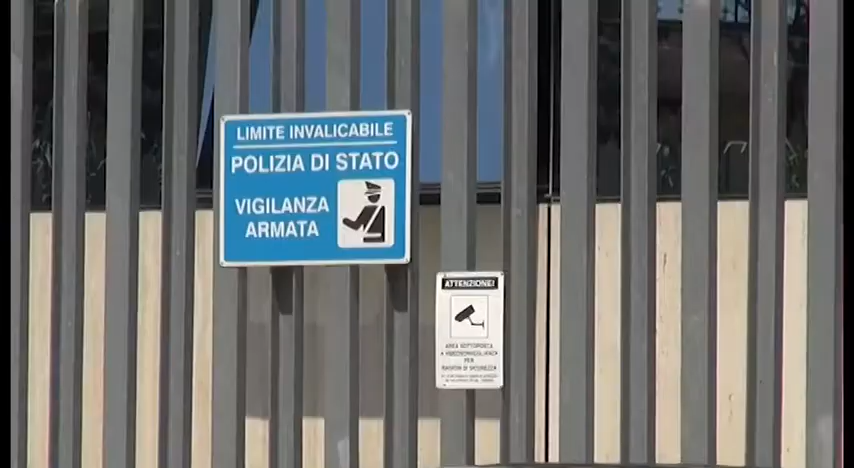 LIMITE INVALICABILE
POLIZIA DI STATO
VIGILANZA
ARMATA
ATTENZIONE!
AREA SOTTOPOSTA
A VIDEOSORVEGLIANZA
PER
RAGIONI DI SICUREZZA